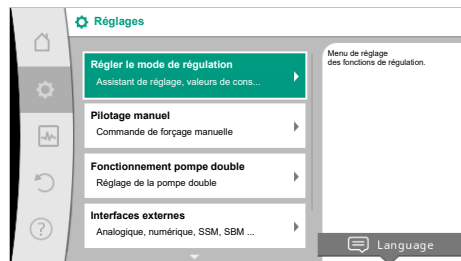 Réglages
Régler le mode de régulation
Assistant de réglage, valeurs de cons...
Pilotage manuel
Commande de forçage manuelle
Fonctionnement pompe double
Réglage de la pompe double
Interfaces externes
Analogique, numérique, SSM, SBM ...
Menu de réglage
des fonctions de régulation.
Language